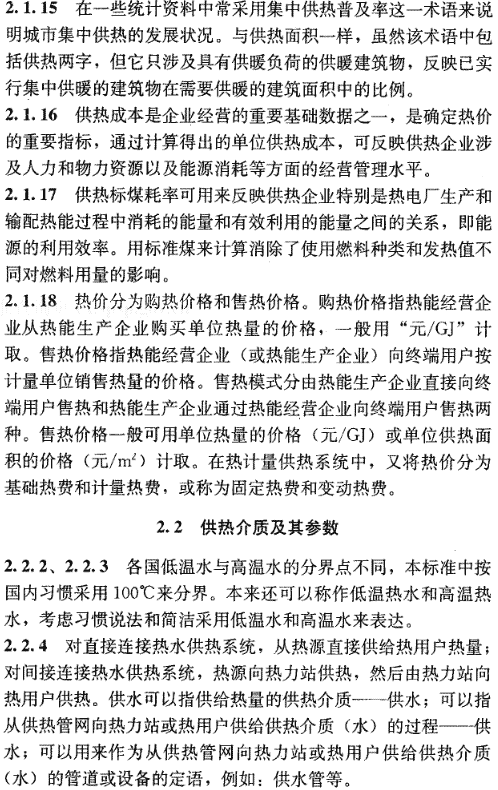 2.1.15 在一些统计资料中常采用集中供热普及率这一术语来说
明城市集中供热的发展状况。与供热面积一样，虽然该术语中包
括供热两字，但它只涉及具有供暖负荷的供暖建筑物，反映已实
行集中供暖的建筑物在需要供暖的建筑面积中的比例。
2.1.16 供热成本是企业经营的重要基础数据之一，是确定热价
的重要指标，通过计算得出的单位供热成本，可反映供热企业涉
及人力和物力资源以及能源消耗等方面的经营管理水平。
2.1.17 供热标煤耗率可用来反映供热企业特别是热电厂生产和
输配热能过程中消耗的能量和有效利用的能量之间的关系，即能
源的利用效率。用标准煤来计算消除了使用燃料种类和发热值不
同对燃料用量的影响。
2.1.18 热价分为购热价格和售热价格。购热价格指热能经营企
业从热能生产企业购买单位热量的价格，一般用“元/GJ”计
取。售热价格指热能经营企业（或热能生产企业）向终端用户按
计量单位销售热量的价格。售热模式分由热能生产企业直接向终
端用户售热和热能生产企业通过热能经营企业向终端用户售热两
种。售热价格一般可用单位热量的价格（元/GJ）或单位供热面
积的价格（元/m²）计取。在热计量供热系统中，又将热价分为
基础热费和计量热费，或称为固定热费和变动热费。
2.2 供热介质及其参数
2.2.2、2.2.3 各国低温水与高温水的分界点不同，本标准中按
国内习惯采用100℃来分界。本来还可以称作低温热水和高温热
水，考虑习惯说法和简洁采用低温水和高温水来表达。
2.2.4 对直接连接热水供热系统，从热源直接供给热用户热量；
对间接连接热水供热系统，热源向热力站供热，然后由热力站向
热用户供热。供水可以指供给热量的供热介质——供水；可以指
从供热管网向热力站或热用户供给供热介质（水）的过程——供
水；可以用来作为从供热管网向热力站或热用户供给供热介质
（水）的管道或设备的定语，例如：供水管等。